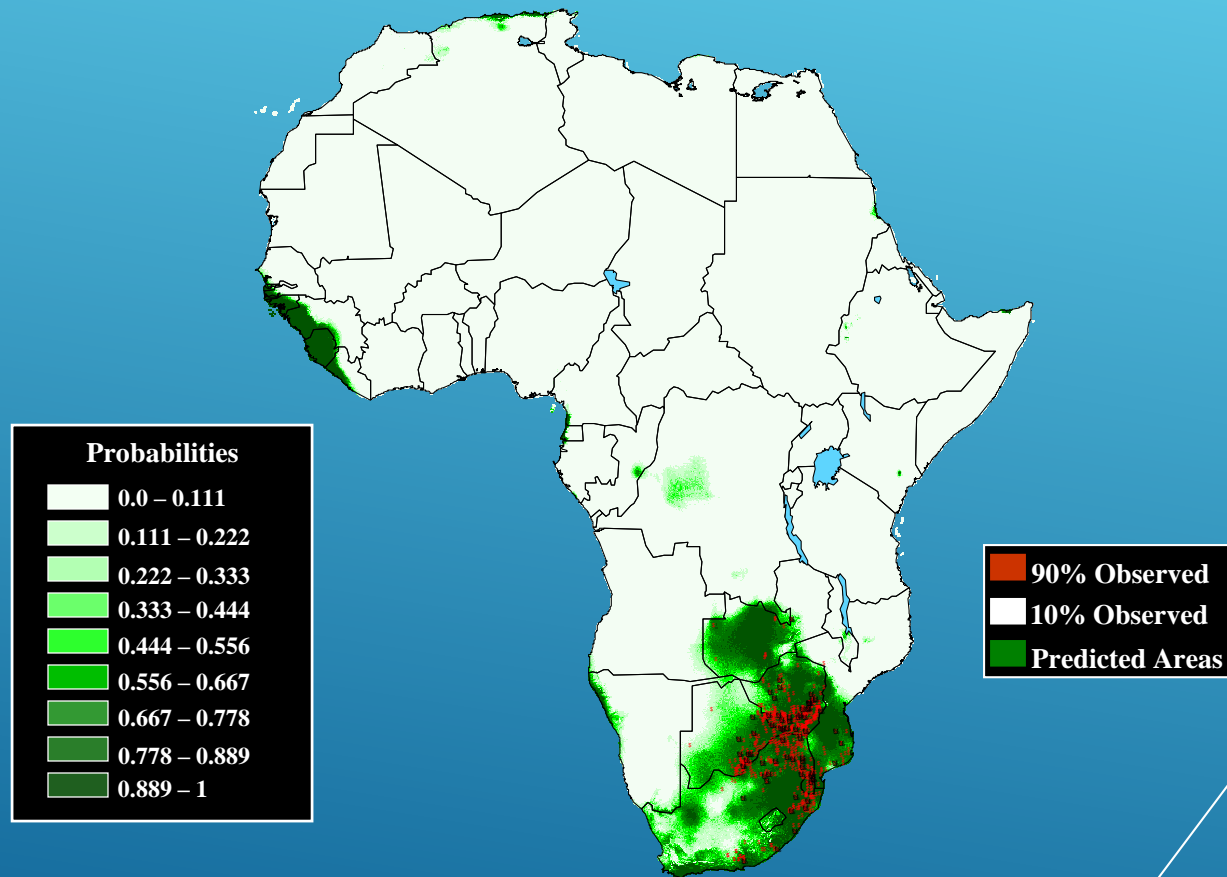 Probabilities
0.0 – 0.111
0.111 – 0.222
0.222 – 0.333
0.333 – 0.444
0.444 – 0.556
0.556 – 0.667
0.667 – 0.778
0.778 – 0.889
0.889 – 1
90% Observed
10% Observed
Predicted Areas